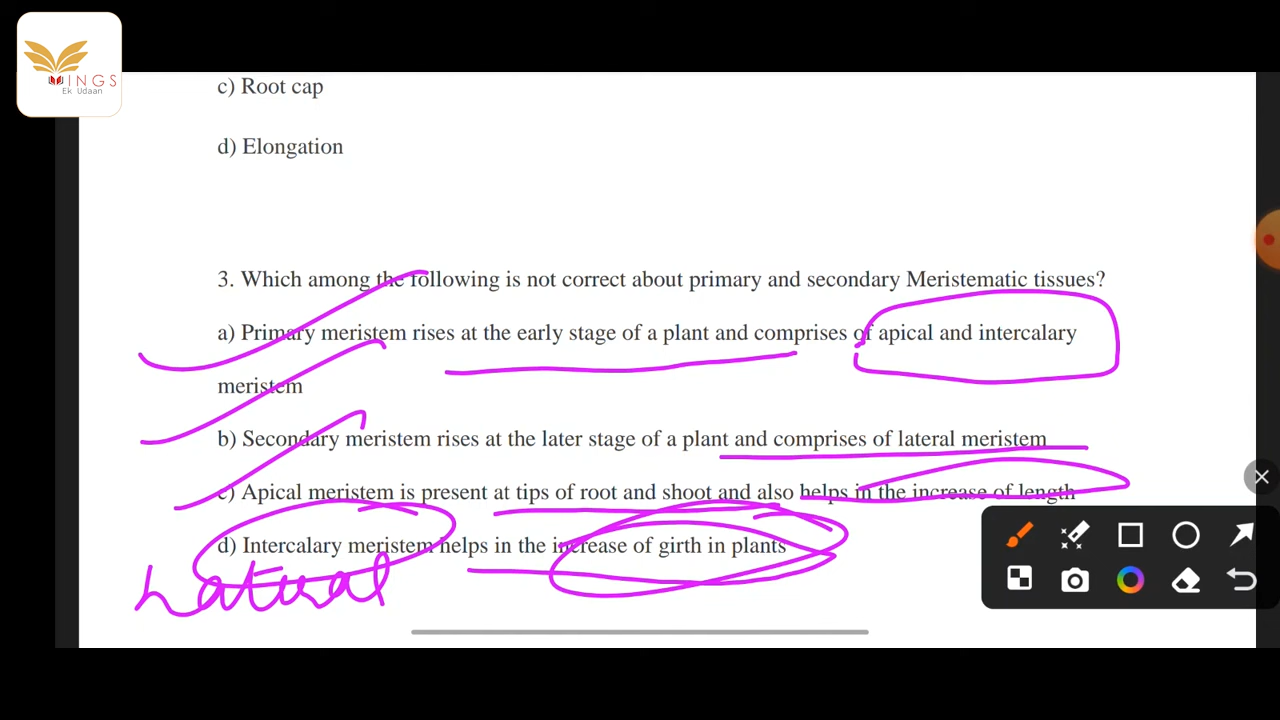 WINGS
Ek Udaan
c) Root cap
d) Elongation
3. Which among the following is not correct about primary and secondary Meristematic tissues?
a) Primary meristem rises at the early stage of a plant and comprises of apical and intercalary
meristem
b) Secondary meristem rises at the later stage of a plant and comprises of lateral meristem
c) Apical meristem is present at tips of root and shoot and also helps in the increase of length
d) Intercalary meristem helps in the increase of girth in plants